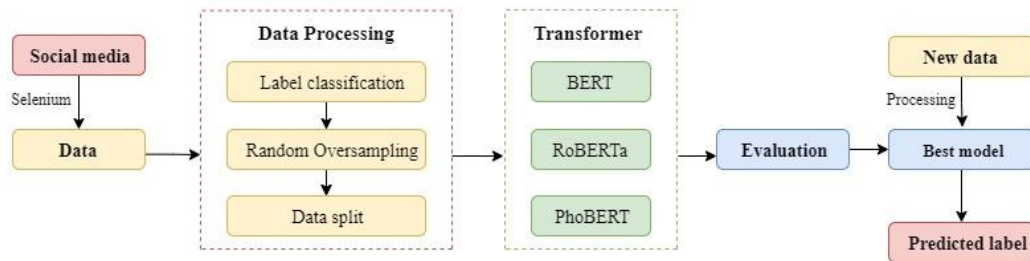 Social media
Selenium
Data
Data Processing
Label classification
Random Oversampling
Data split
Transformer
BERT
RoBERTa
PhoBERT
Evaluation
New data
Processing
Best model
Predicted label